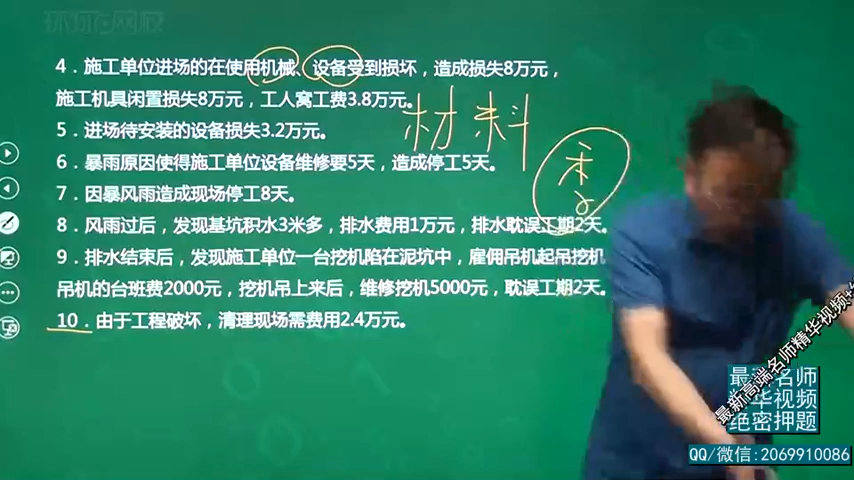 环球网校
4．施工单位进场的在使用机械、设备受到损坏，造成损失8万元，
施工机具闲置损失8万元，工人窝工费3.8万元。
材料
5．进场待安装的设备损失3.2万元。
6．暴雨原因使得施工单位设备维修要5天，造成停工5天。
7．因暴风雨造成现场停工8天。
8．风雨过后，发现基坑积水3米多，排水费用1万元，排水耽误工期2天。
9．排水结束后，发现施工单位一台挖机陷在泥坑中，雇佣吊机起吊挖机
吊机的台班费2000元，挖机吊上来后，维修挖机5000元，耽误工期2天。
10．由于工程破坏，清理现场需费用2.4万元。
最新高端名师精华视频
最新名师
精华视频
绝密押题
QQ/微信:2069910086